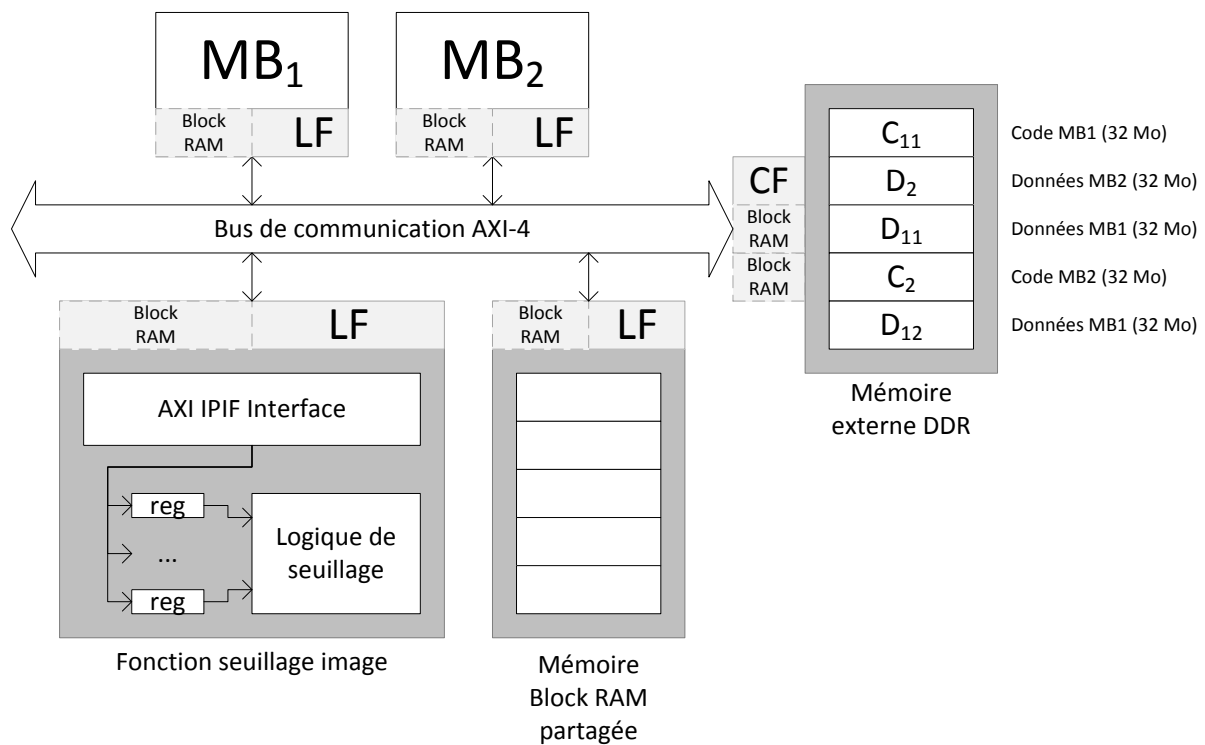 MB1
MB2
Block
RAM
LF
Block
RAM
LF
C11
Code MB1 (32 Mo)
CF
D2
Données MB2 (32 Mo)
Block
RAM
D11
Données MB1 (32 Mo)
Block
RAM
C2
Code MB2 (32 Mo)
D12
Données MB1 (32 Mo)
Mémoire
externe DDR
Bus de communication AXI-4
Block
RAM
LF
Block
RAM
LF
AXI IPIF Interface
reg
...
reg
Logique de
seuillage
Fonction seuillage image
Mémoire
Block RAM
partagée